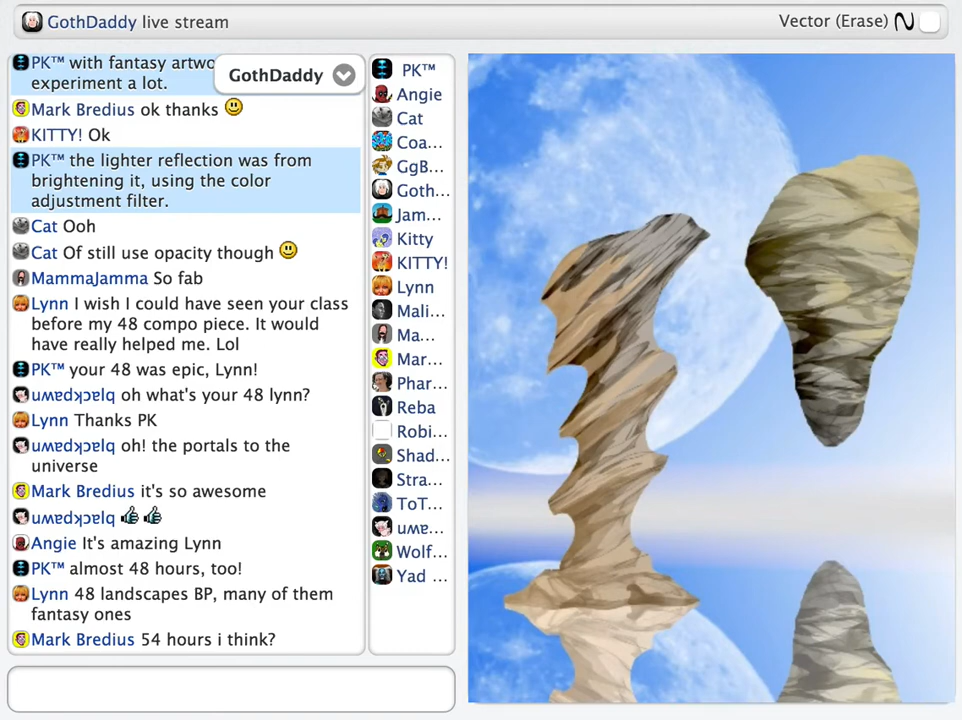 GothDaddy live stream
Vector (Erase)
PK™ with fantasy artwo
experiment a lot.
GothDaddy
Mark Bredius ok thanks
KITTY! Ok
PK™ the lighter reflection was from
brightening it, using the color
adjustment filter.
Cat Ooh
Cat Of still use opacity though
MammaJamma So fab
Lynn I wish I could have seen your class
before my 48 compo piece. It would
have really helped me. Lol
PK™ your 48 was epic, Lynn!
uʍɐdʞɔɐlq oh what's your 48 lynn?
Lynn Thanks PK
uʍɐdʞɔɐlq oh! the portals to the
universe
Mark Bredius it's so awesome
uʍɐdʞɔɐlq
Angie It's amazing Lynn
PK™ almost 48 hours, too!
Lynn 48 landscapes BP, many of them
fantasy ones
Mark Bredius 54 hours i think?
PK™
Angie
Cat
Coa...
GgB...
Goth...
Jam...
Kitty
KITTY!
Lynn
Mali...
Ma...
Mar...
Phar...
Reba
Robi...
Shad...
Stra...
ToT...
uʍɐ...
Wolf...
Yad ...